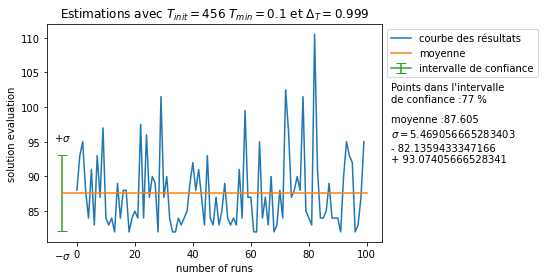 Estimations avec T_init=456 T_min=0.1 et Δ_T=0.999
solution evaluation
110
105
100
95
90
85
+σ
−σ
0
20
40
60
80
100
number of runs
courbe des résultats
moyenne
intervalle de confiance
Points dans l'intervalle
de confiance :77 %
moyenne :87.605
σ=5.469056665283403
- 82.1359433347166
+ 93.07405666528341